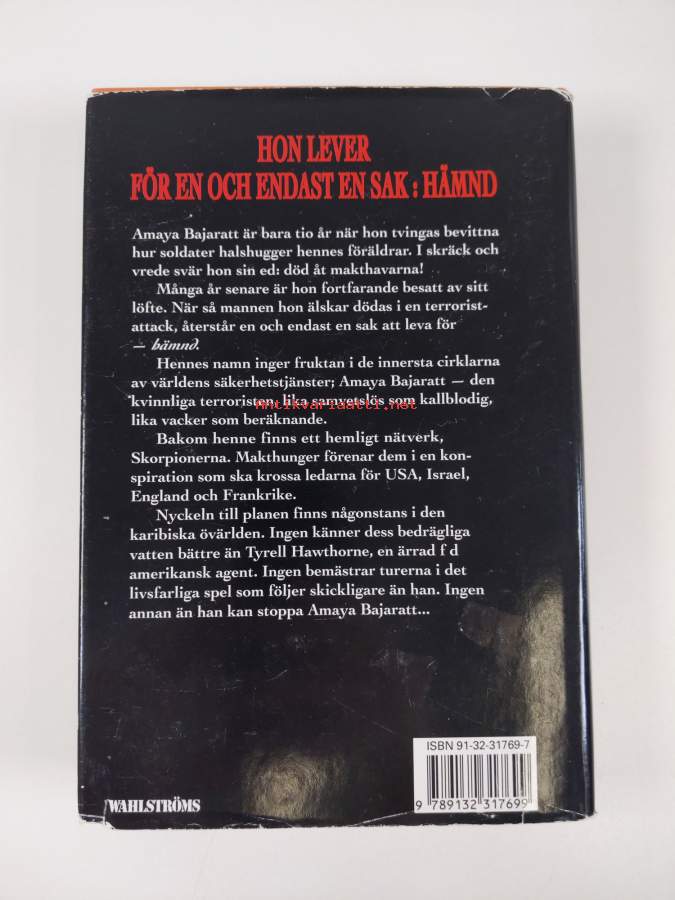 HON LEVER
FÖR EN OCH ENDAST EN SAK : HÄMND
Amaya Bajaratt är bara tio år när hon tvingas bevittna
hur soldater halshugger hennes föräldrar. I skräck och
vrede svär hon sin ed: död åt makthavarna!
Många år senare är hon fortfarande besatt av sitt
löfte. När så mannen hon älskar dödas i en terrorist-
attack, återstår en och endast en sak att leva för
— hämnd.
Hennes namn inger fruktan i de innersta cirklarna
av världens säkerhetstjänster; Amaya Bajaratt — den
kvinnliga terroristen, lika samvetslös som kallblodig,
Antikvariaatti.net
lika vacker som beräknande.
Bakom henne finns ett hemligt nätverk,
Skorpionerna. Makthunger förenar dem i en kon-
spiration som ska krossa ledarna för USA, Israel,
England och Frankrike.
Nyckeln till planen finns någonstans i den
karibiska övärlden. Ingen känner dess bedrägliga
vatten bättre än Tyrell Hawthorne, en ärrad f d
amerikansk agent. Ingen bemästrar turerna i det
livsfarliga spel som följer skickligare än han. Ingen
annan än han kan stoppa Amaya Bajaratt...
ISBN 91-32-31769-7
9 789132 317699
WAHLSTRÖMS